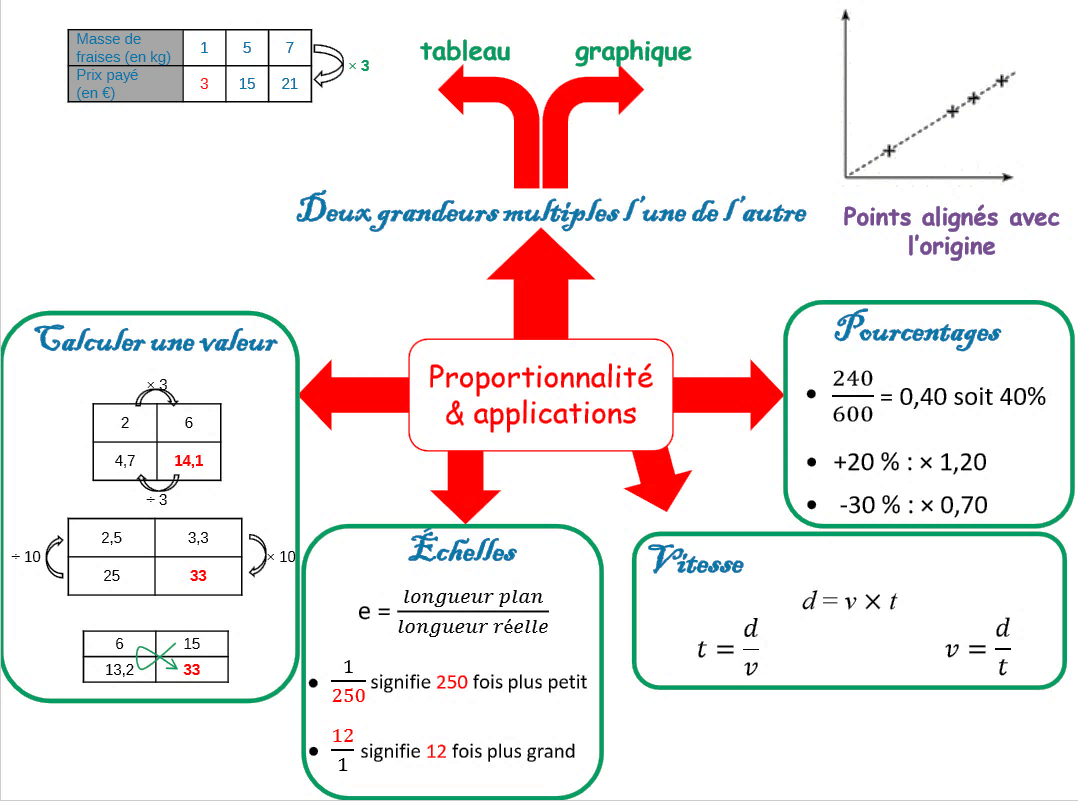 Masse de
fraises (en kg)
1
5
7
Prix payé
(en €)
3
15
21
× 3
tableau
graphique
Deux grandeurs multiples l'une de l'autre
Points alignés avec
l'origine
Calculer une valeur
× 3
2
6
4,7
14,1
÷ 3
2,5
3,3
25
33
÷ 10
× 10
6
15
13,2
33
Proportionnalité
& applications
Pourcentages
• 240/600 = 0,40 soit 40%
• +20 % : × 1,20
• -30 % : × 0,70
Échelles
e = longueur plan/longueur réelle
• 1/250 signifie 250 fois plus petit
• 12/1 signifie 12 fois plus grand
Vitesse
d = v × t
t = d/v
v = d/t